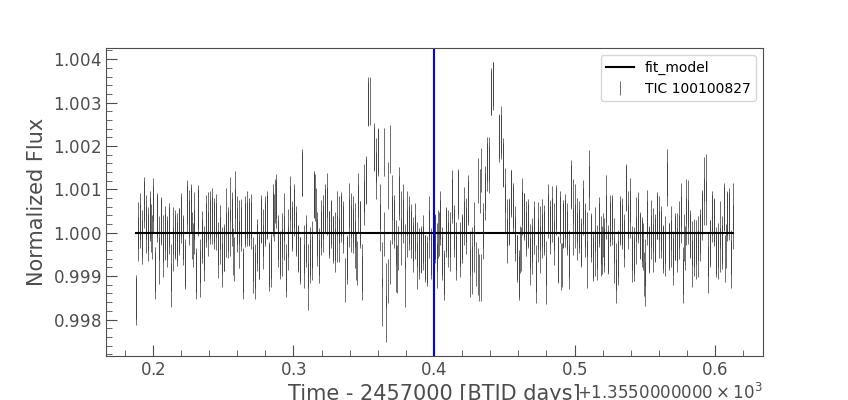 1.004
1.003
1.002
1.001
1.000
0.999
0.998
Normalized Flux
fit_model
TIC 100100827
0.2 0.3 0.4 0.5 0.6
Time - 2457000 [BTJD days]
+1.3550000000 × 10³